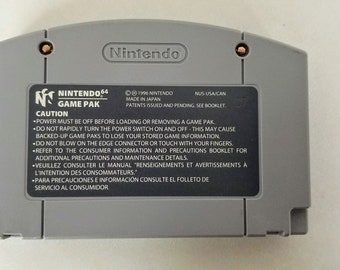 Nintendo
NINTENDO 64
GAME PAK
© ® 1996 NINTENDO
MADE IN JAPAN
PATENTS ISSUED AND PENDING. SEE BOOKLET.
NUS-USA/CAN
CAUTION
•POWER MUST BE OFF BEFORE LOADING OR REMOVING A GAME PAK.
•DO NOT RAPIDLY TURN THE POWER SWITCH ON AND OFF - THIS MAY CAUSE
BACKED-UP GAME PAKS TO LOSE YOUR STORED GAME INFORMATION.
•DO NOT BLOW ON THE EDGE CONNECTOR OR TOUCH WITH YOUR FINGERS.
•REFER TO THE CONSUMER INFORMATION AND PRECAUTIONS BOOKLET FOR
ADDITIONAL PRECAUTIONS AND MAINTENANCE DETAILS.
•VEUILLEZ CONSULTER LE MANUEL "RENSEIGNEMENTS ET AVERTISSEMENTS À
L'INTENTION DES CONSOMMATEURS."
•PARA PRECAUCIONES E INFORMACIÓN CONSULTE EL FOLLETO DE
SERVICIO AL CONSUMIDOR.